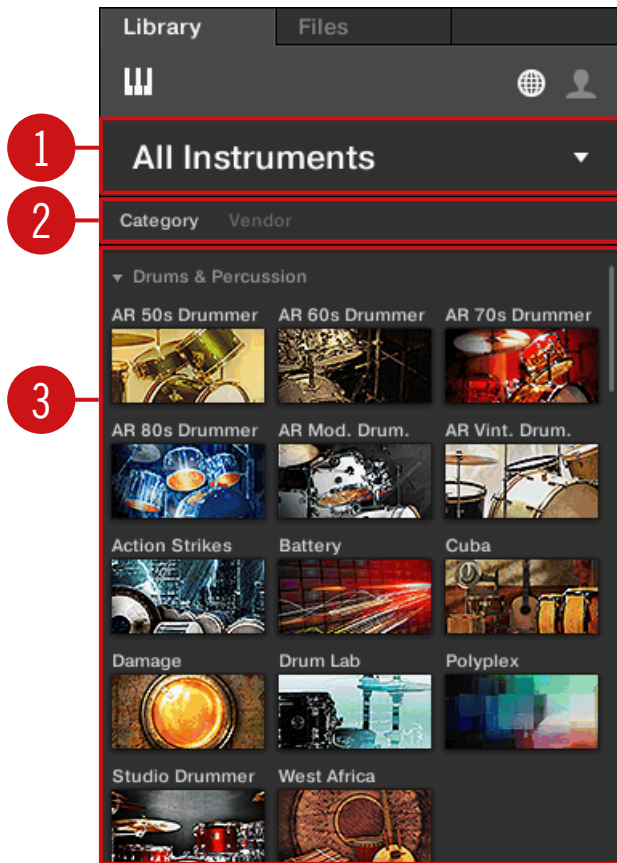 Library Files
1 All Instruments
2 Category Vendor
Drums & Percussion
AR 50s Drummer AR 60s Drummer AR 70s Drummer
3
AR 80s Drummer AR Mod. Drum. AR Vint. Drum.
Action Strikes Battery Cuba
Damage Drum Lab Polyplex
Studio Drummer West Africa